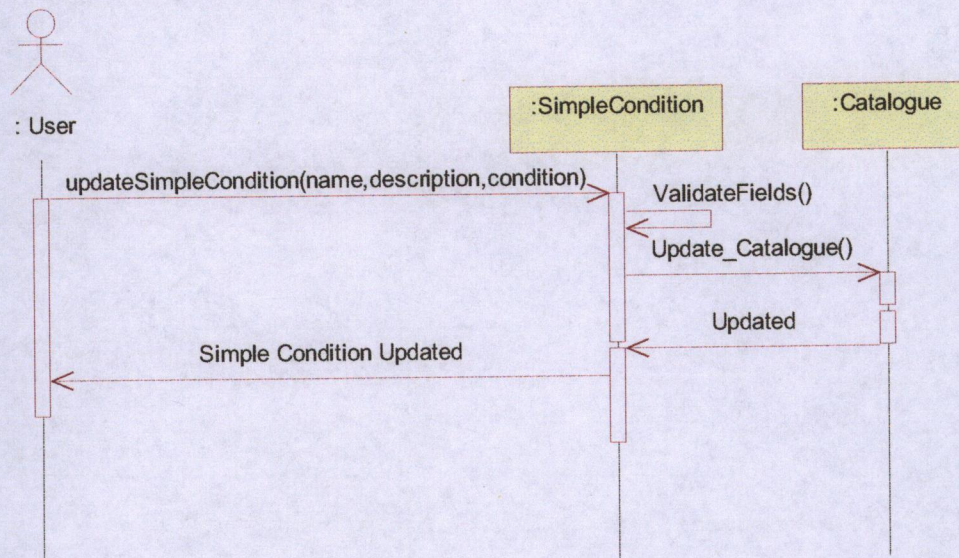 : User
:SimpleCondition
:Catalogue
updateSimpleCondition(name,description,condition)
ValidateFields()
Update_Catalogue()
Updated
Simple Condition Updated